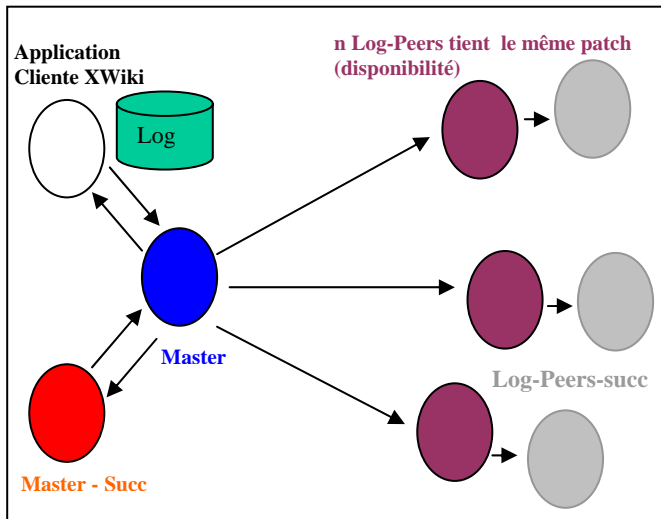 Application
Cliente XWiki
n Log-Peers tient le même patch
(disponibilité)
Log
Master
Log-Peers-succ
Master - Succ